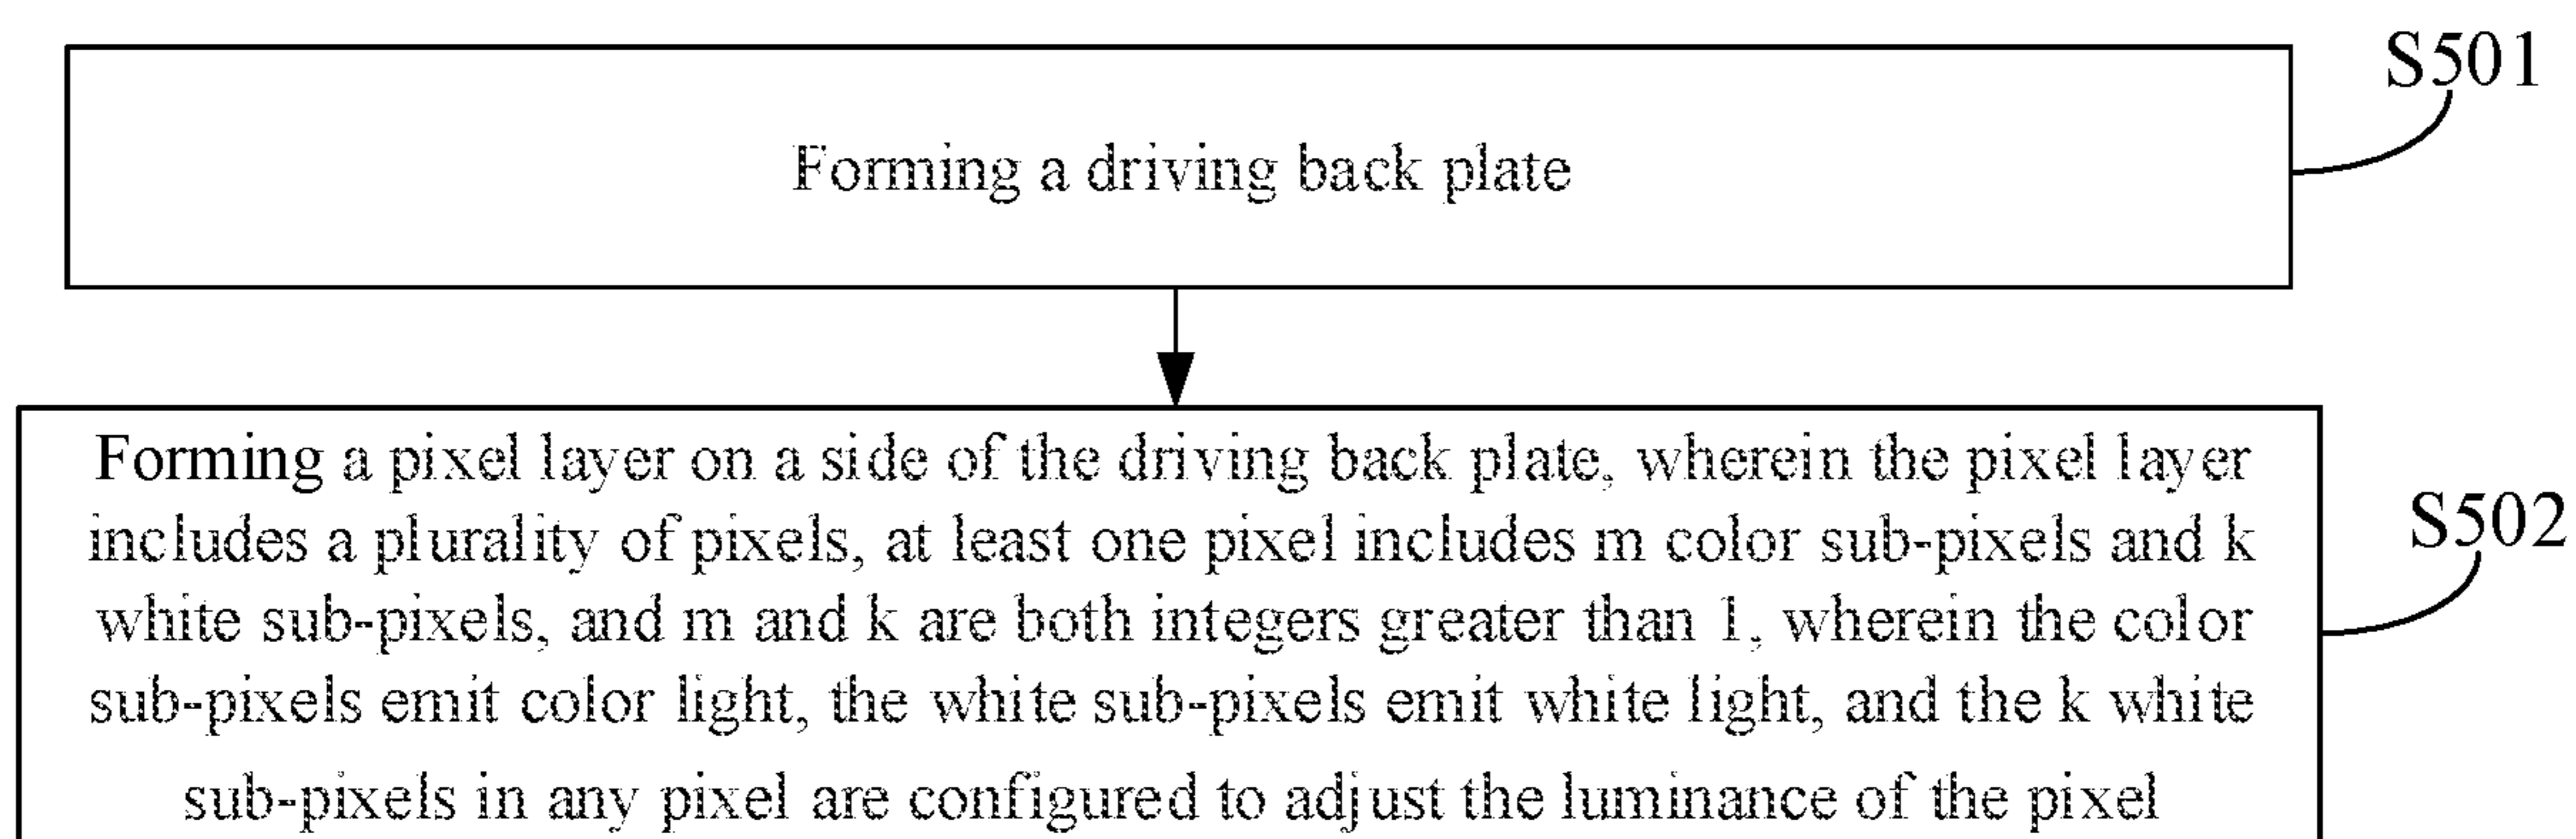 S501
Forming a driving back plate
Forming a pixel layer on a side of the driving back plate, wherein the pixel layer
includes a plurality of pixels, at least one pixel includes m color sub-pixels and k
S502
white sub-pixels, and m and k are both integers greater than 1, wherein the color
sub-pixels emit color light, the white sub-pixels emit white light, and the k white
sub-pixels in any pixel are configured to adjust the luminance of the pixel